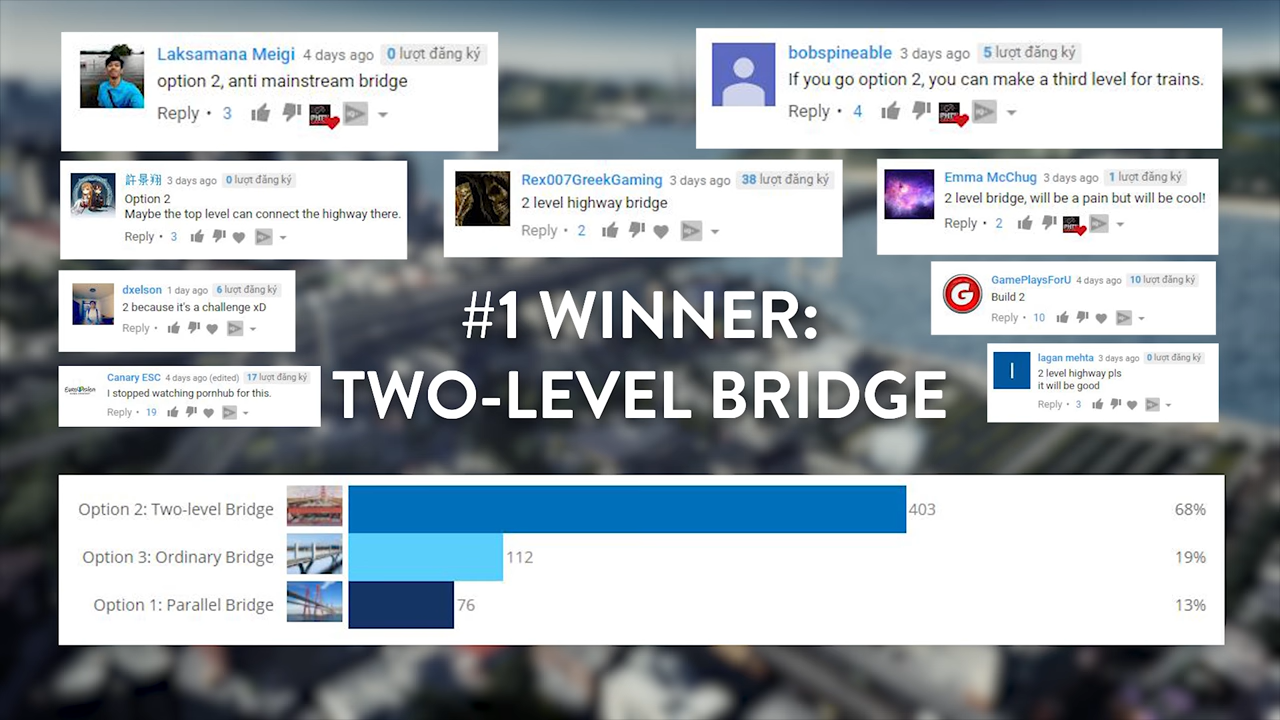 Laksamana Meigi 4 days ago 0 lượt đăng ký
option 2, anti mainstream bridge
Reply • 3
bobspineable 3 days ago 5 lượt đăng ký
If you go option 2, you can make a third level for trains.
Reply • 4
許景翔 3 days ago 0 lượt đăng ký
Option 2
Maybe the top level can connect the highway there.
Reply • 3
Rex007GreekGaming 3 days ago 38 lượt đăng ký
2 level highway bridge
Reply • 2
Emma McChug 3 days ago 1 lượt đăng ký
2 level bridge, will be a pain but will be cool!
Reply • 2
dxelson 1 day ago 6 lượt đăng ký
2 because it's a challenge xD
Reply •
GamePlaysForU 4 days ago 10 lượt đăng ký
Build 2
Reply • 10
Canary ESC 4 days ago (edited) 17 lượt đăng ký
I stopped watching pornhub for this.
Reply • 19
lagan mehta 3 days ago 0 lượt đăng ký
2 level highway pls
it will be good
Reply • 3
#1 WINNER:
TWO-LEVEL BRIDGE
Option 2: Two-level Bridge 403 68%
Option 3: Ordinary Bridge 112 19%
Option 1: Parallel Bridge 76 13%